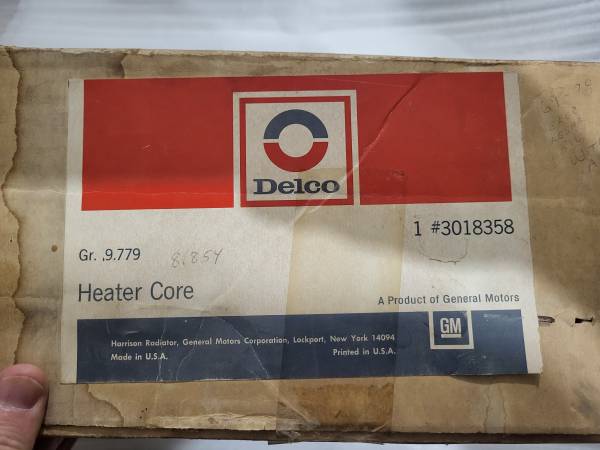 Delco
1 #3018358
Gr. ,9.779
81854
Heater Core
A Product of General Motors
GM
Harrison Radiator, General Motors Corporation, Lockport, New York 14094
Made in U.S.A.
Printed in U.S.A.